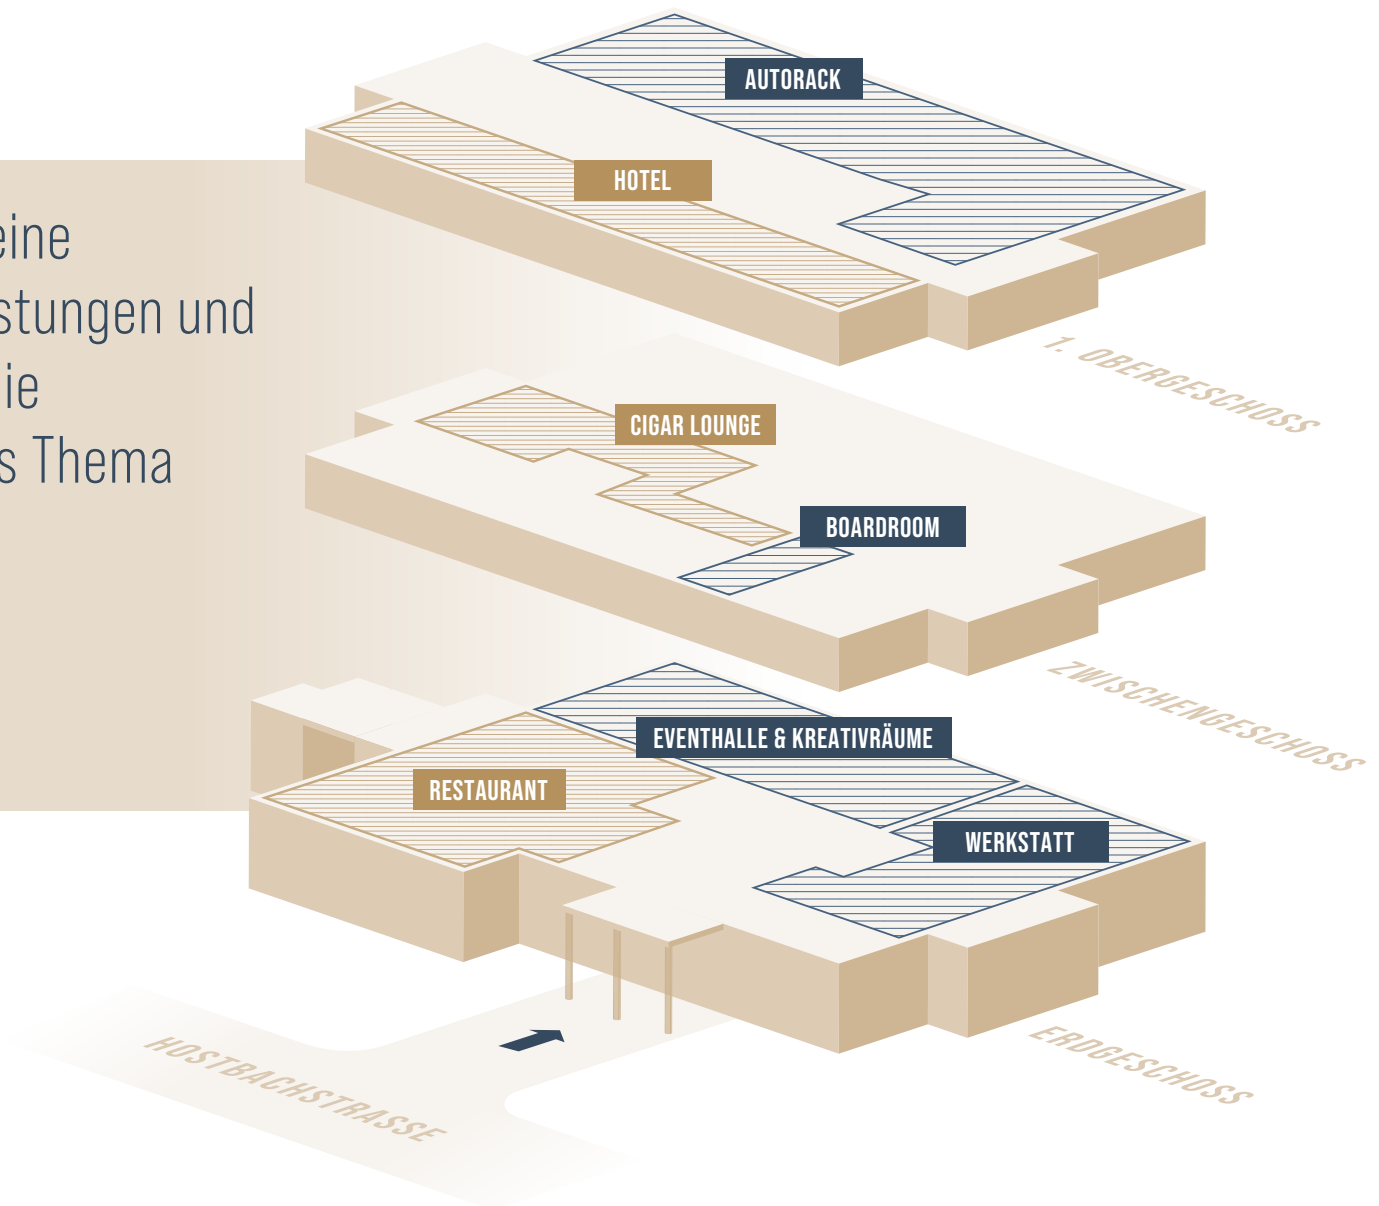 AUTORACK
HOTEL
eine
stungen und
ie
s Thema
1. OBERGESCHOSS
CIGAR LOUNGE
BOARDROOM
ZWISCHENGESCHOSS
EVENTHALLE & KREATIVRÄUME
RESTAURANT
WERKSTATT
ERDGESCHOSS
HOSTBACHSTRASSE